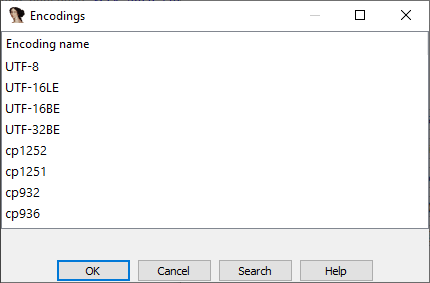 Encodings
Encoding name
UTF-8
UTF-16LE
UTF-16BE
UTF-32BE
cp1252
cp1251
cp932
cp936
OK Cancel Search Help